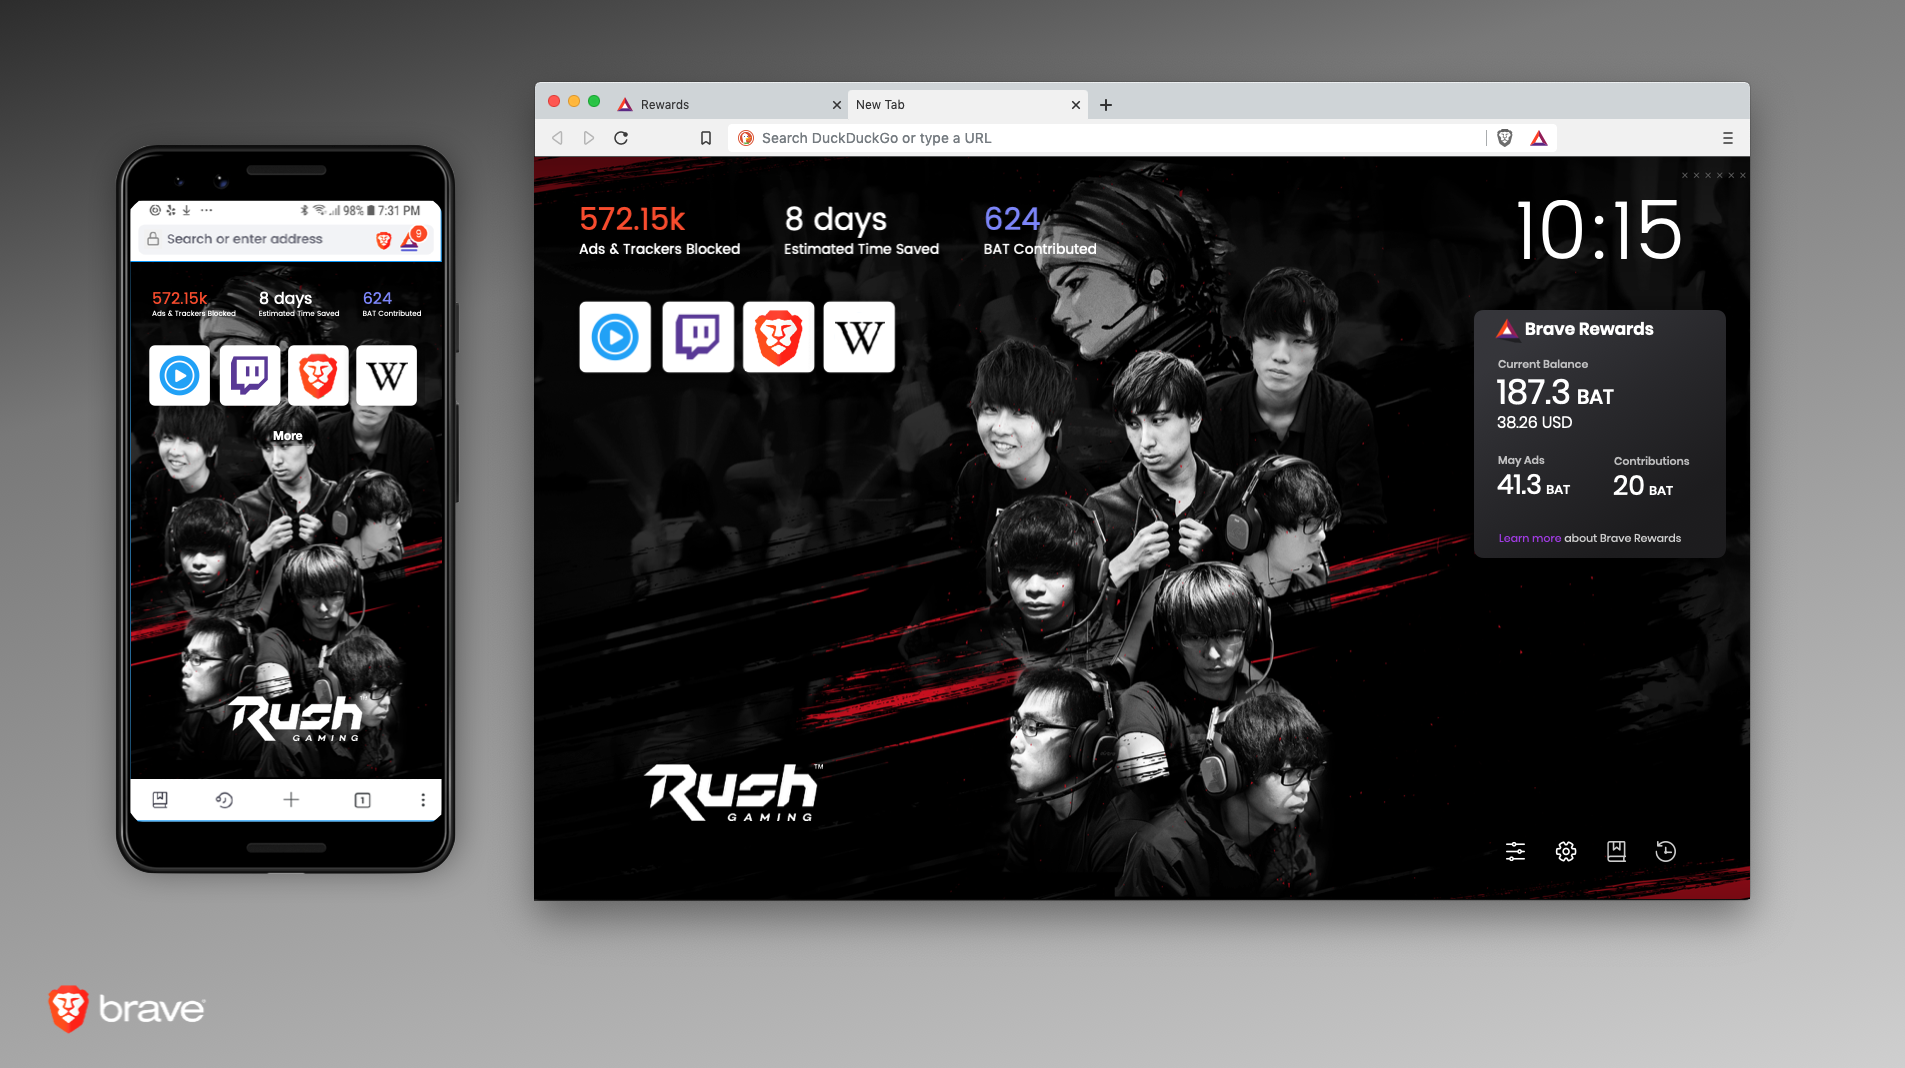 Rewards
New Tab
Search DuckDuckGo or type a URL
572.15k
Ads & Trackers Blocked
8 days
Estimated Time Saved
624
BAT Contributed
10:15
W
Brave Rewards
Current Balance
187.3 BAT
38.26 USD
May Ads
41.3 BAT
Contributions
20 BAT
Learn more about Brave Rewards
Rush™
GAMING
98% 7:31 PM
Search or enter address
9
572.15k
Ads & Trackers Blocked
8 days
Estimated Time Saved
624
BAT Contributed
W
More
Rush
GAMING
1
brave